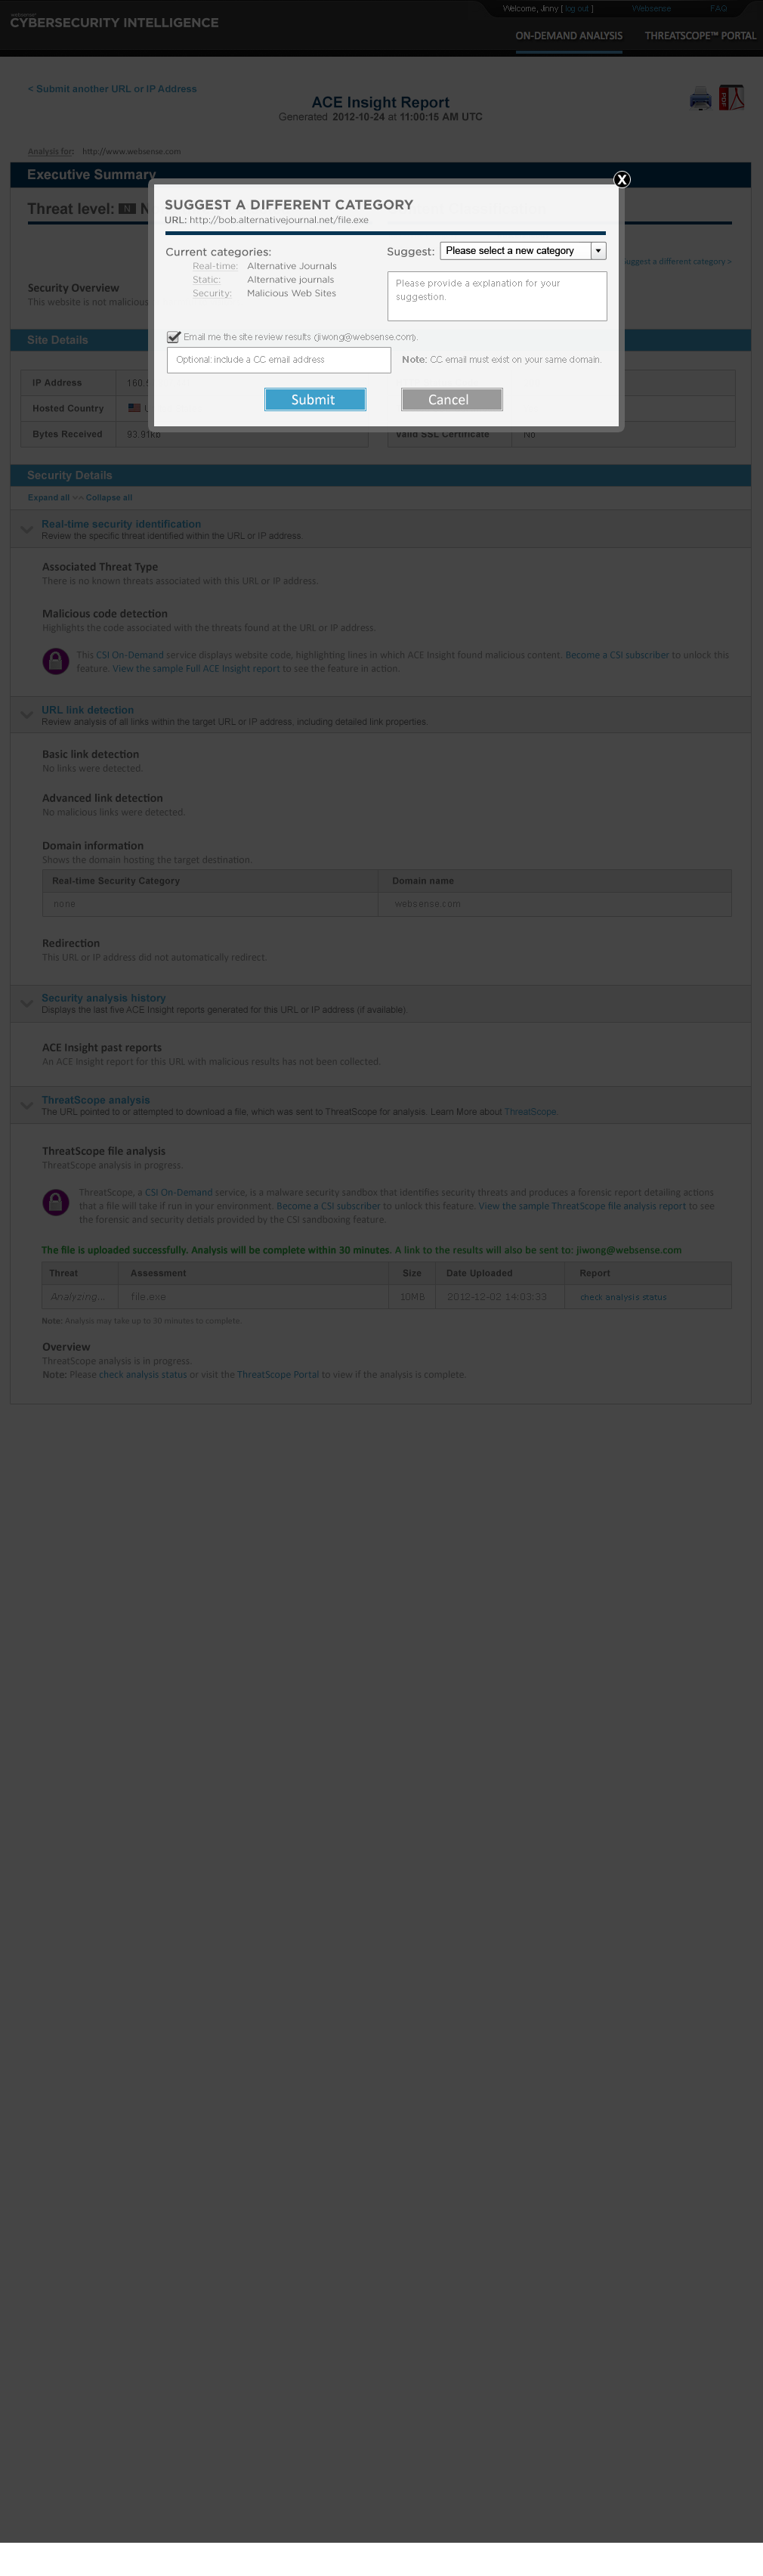 Welcome, Jinny [ log out ] Websense FAQ
websense
CYBERSECURITY INTELLIGENCE
ON-DEMAND ANALYSIS THREATSCOPE™ PORTAL
< Submit another URL or IP Address
ACE Insight Report
Generated 2012-10-24 at 11:00:15 AM UTC
Analysis for: http://www.websense.com
Executive Summary
Threat level: N
SUGGEST A DIFFERENT CATEGORY
URL: http://bob.alternativejournal.net/file.exe
Current categories:
Real-time: Alternative Journals
Static: Alternative journals
Security: Malicious Web Sites
Suggest: Please select a new category
Please provide a explanation for your
suggestion.
Email me the site review results (jiwong@websense.com).
Optional: include a CC email address
Note: CC email must exist on your same domain.
Submit Cancel
X
suggest a different category >
Security Overview
This website is not malicious
Site Details
IP Address
Hosted Country
Bytes Received 93.91kb
Valid SSL Certificate No
Security Details
Expand all ~~ Collapse all
Real-time security identification
Review the specific threat identified within the URL or IP address.
Associated Threat Type
There is no known threats associated with this URL or IP address.
Malicious code detection
Highlights the code associated with the threats found at the URL or IP address.
This CSI On-Demand service displays website code, highlighting lines in which ACE Insight found malicious content. Become a CSI subscriber to unlock this
feature. View the sample Full ACE Insight report to see the feature in action.
URL link detection
Review analysis of all links within the target URL or IP address, including detailed link properties.
Basic link detection
No links were detected.
Advanced link detection
No malicious links were detected.
Domain information
Shows the domain hosting the target destination.
Real-time Security Category Domain name
none websense.com
Redirection
This URL or IP address did not automatically redirect.
Security analysis history
Displays the last five ACE Insight reports generated for this URL or IP address (if available).
ACE Insight past reports
An ACE Insight report for this URL with malicious results has not been collected.
ThreatScope analysis
The URL pointed to or attempted to download a file, which was sent to ThreatScope for analysis. Learn More about ThreatScope.
ThreatScope file analysis
ThreatScope analysis in progress.
ThreatScope, a CSI On-Demand service, is a malware security sandbox that identifies security threats and produces a forensic report detailing actions
that a file will take if run in your environment. Become a CSI subscriber to unlock this feature. View the sample ThreatScope file analysis report to see
the forensic and security detials provided by the CSI sandboxing feature.
The file is uploaded successfully. Analysis will be complete within 30 minutes. A link to the results will also be sent to: jiwong@websense.com
Threat Assessment Size Date Uploaded Report
Analyzing... file.exe 10MB 2012-12-02 14:03:33 check analysis status
Note: Analysis may take up to 30 minutes to complete.
Overview
ThreatScope analysis is in progress.
Note: Please check analysis status or visit the ThreatScope Portal to view if the analysis is complete.